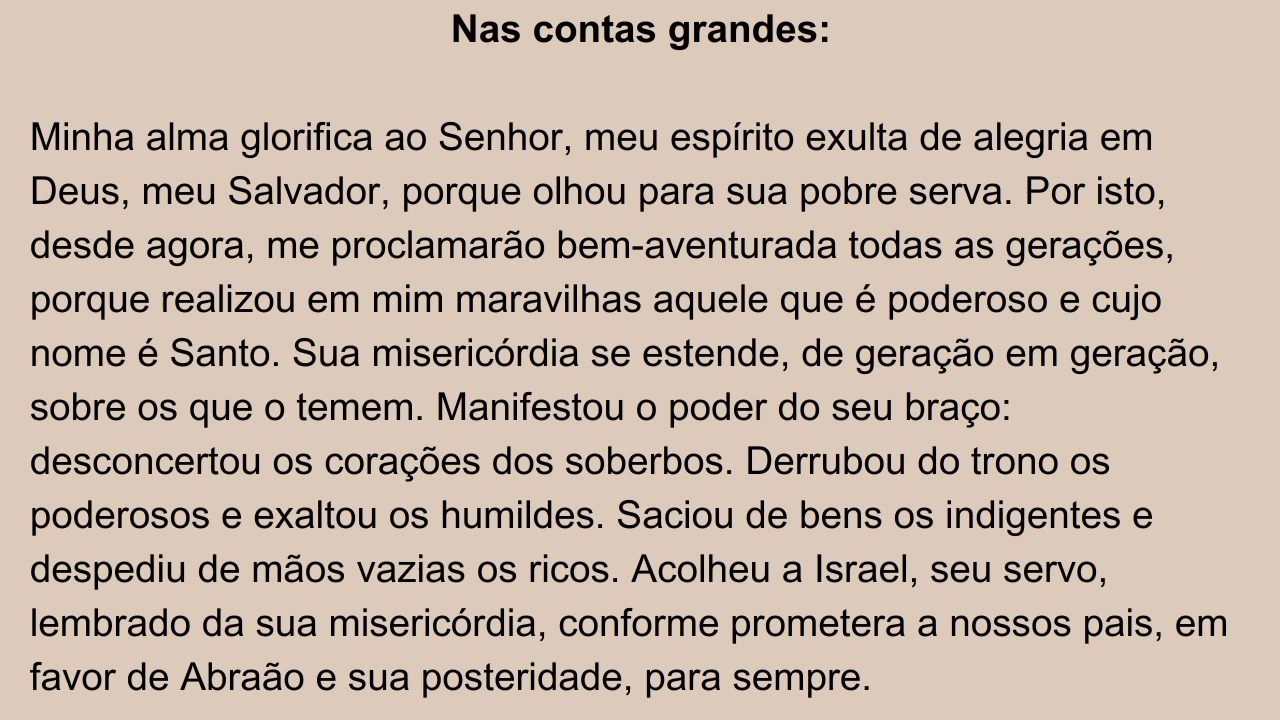 Nas contas grandes:
Minha alma glorifica ao Senhor, meu espírito exulta de alegria em
Deus, meu Salvador, porque olhou para sua pobre serva. Por isto,
desde agora, me proclamarão bem-aventurada todas as gerações,
porque realizou em mim maravilhas aquele que é poderoso e cujo
nome é Santo. Sua misericórdia se estende, de geração em geração,
sobre os que o temem. Manifestou o poder do seu braço:
desconcertou os corações dos soberbos. Derrubou do trono os
poderosos e exaltou os humildes. Saciou de bens os indigentes e
despediu de mãos vazias os ricos. Acolheu a Israel, seu servo,
lembrado da sua misericórdia, conforme prometera a nossos pais, em
favor de Abraão e sua posteridade, para sempre.